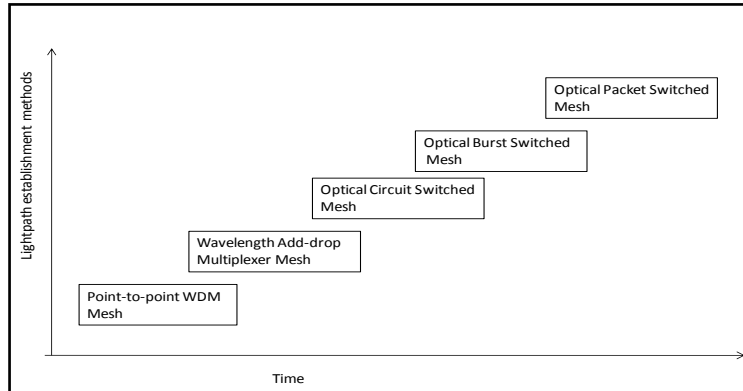 Lightpath establishment methods
Optical Packet Switched
Mesh
Optical Burst Switched
Mesh
Optical Circuit Switched
Mesh
Wavelength Add-drop
Multiplexer Mesh
Point-to-point WDM
Mesh
Time